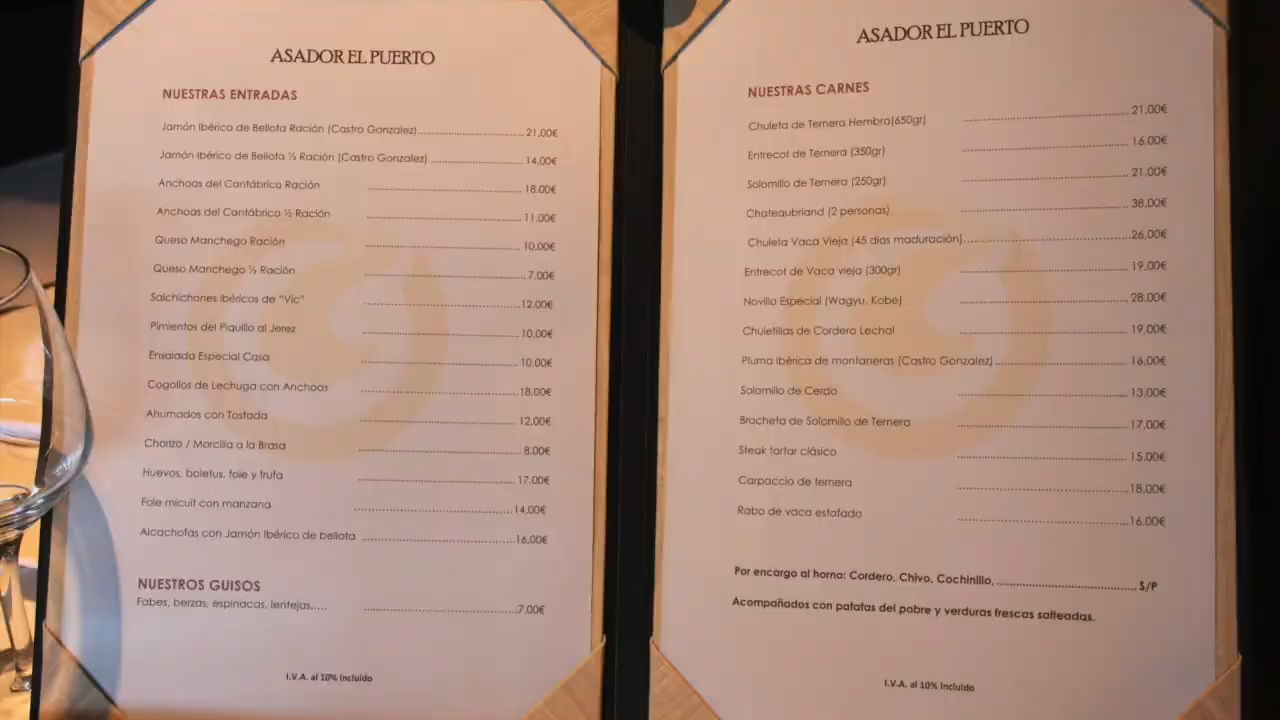 ASADOR EL PUERTO
NUESTRAS ENTRADAS
Jamón Ibérico de Bellota Ración (Castro Gonzalez)..........21,00€
Jamón Ibérico de Bellota ½ Ración (Castro Gonzalez)..........14,00€
Anchoas del Cantábrico Ración ..........18,00€
Anchoas del Cantábrico ½ Ración ..........11,00€
Queso Manchego Ración ..........10,00€
Queso Manchego ½ Ración ..........7,00€
Salchichones Ibéricos de "Vic" ..........12,00€
Pimientos del Piquillo al Jerez ..........10,00€
Ensalada Especial Casa ..........10,00€
Cogollos de Lechuga con Anchoas ..........18,00€
Ahumados con Tostada ..........12,00€
Chorizo / Morcilla a la Brasa ..........8,00€
Huevos, boletus, foie y trufa ..........17,00€
Foie micuit con manzana ..........14,00€
Alcachofas con Jamón Ibérico de bellota ..........16,00€
NUESTROS GUISOS
Fabes, berzas, espinacas, lentejas,.... ..........7,00€
I.V.A. al 10% Incluido
ASADOR EL PUERTO
NUESTRAS CARNES
Chuleta de Ternera Hembra(650gr) ..........21,00€
Entrecot de Ternera (350gr) ..........16,00€
Solomillo de Ternera (250gr) ..........21,00€
Chateaubriand (2 personas) ..........38,00€
Chuleta Vaca Vieja (45 días maduración)..........26,00€
Entrecot de Vaca vieja (300gr) ..........19,00€
Novillo Especial (Wagyu, Kobe) ..........28,00€
Chuletillas de Cordero Lechal ..........19,00€
Pluma Ibérica de montaneras (Castro Gonzalez)..........16,00€
Solomillo de Cerdo ..........13,00€
Brocheta de Solomillo de Ternera ..........17,00€
Steak tartar clásico ..........15,00€
Carpaccio de ternera ..........18,00€
Rabo de vaca estofado ..........16,00€
Por encargo al horno: Cordero, Chivo, Cochinillo, .......... S/P
Acompañados con patatas del pobre y verduras frescas salteadas.
I.V.A. al 10% Incluido